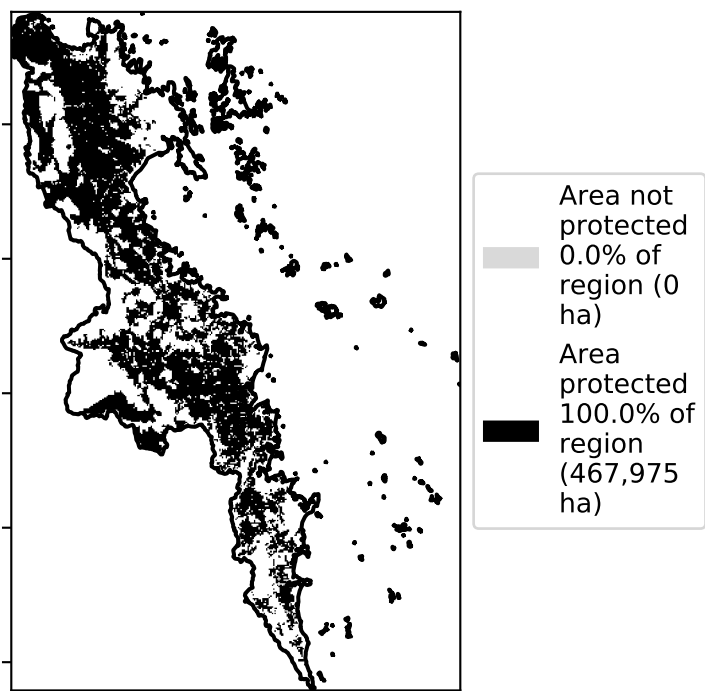 Area not
protected
0.0% of
region (0
ha)
Area
protected
100.0% of
region
(467,975
ha)